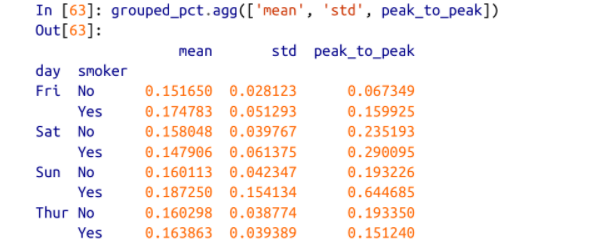 In [63]: grouped_pct.agg(['mean', 'std', peak_to_peak])
Out[63]:
mean std peak_to_peak
day smoker
Fri No 0.151650 0.028123 0.067349
Yes 0.174783 0.051293 0.159925
Sat No 0.158048 0.039767 0.235193
Yes 0.147906 0.061375 0.290095
Sun No 0.160113 0.042347 0.193226
Yes 0.187250 0.154134 0.644685
Thur No 0.160298 0.038774 0.193350
Yes 0.163863 0.039389 0.151240